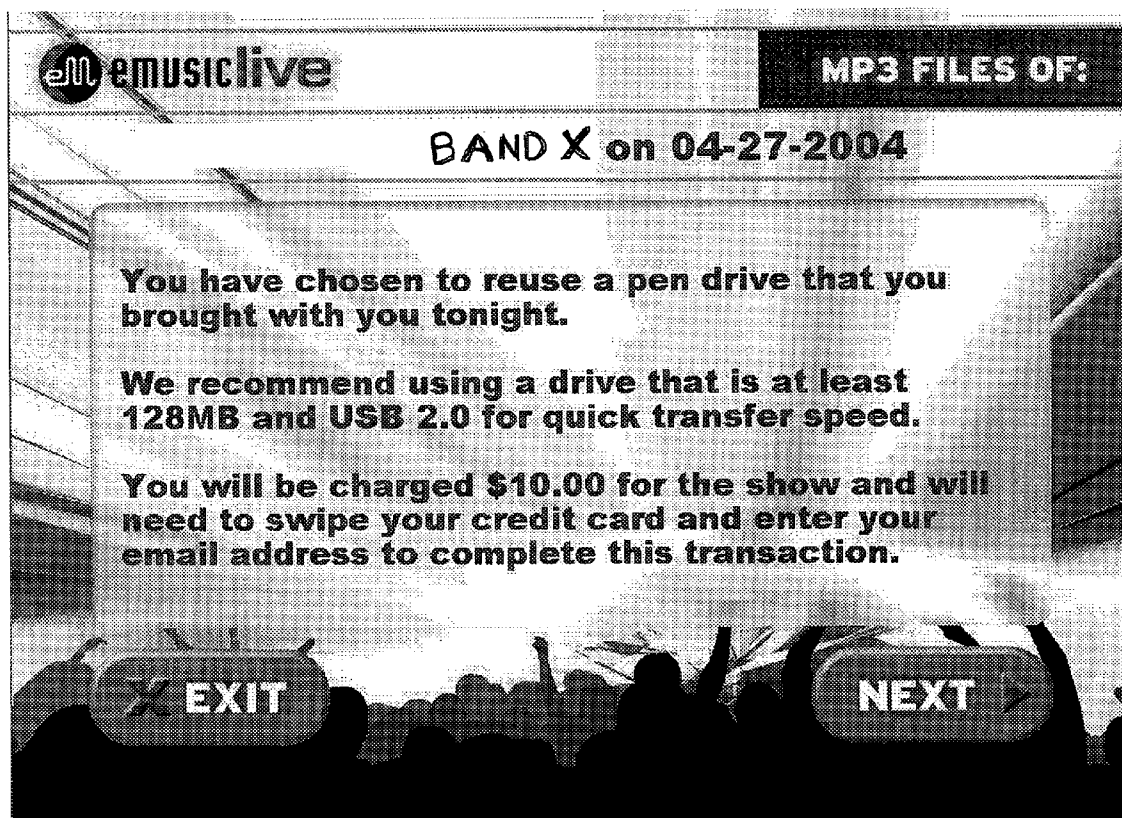 eM emusiclive
MP3 FILES OF:
BAND X on 04-27-2004
You have chosen to reuse a pen drive that you
brought with you tonight.
We recommend using a drive that is at least
128MB and USB 2.0 for quick transfer speed.
You will be charged $10.00 for the show and will
need to swipe your credit card and enter your
email address to complete this transaction.
X EXIT
NEXT